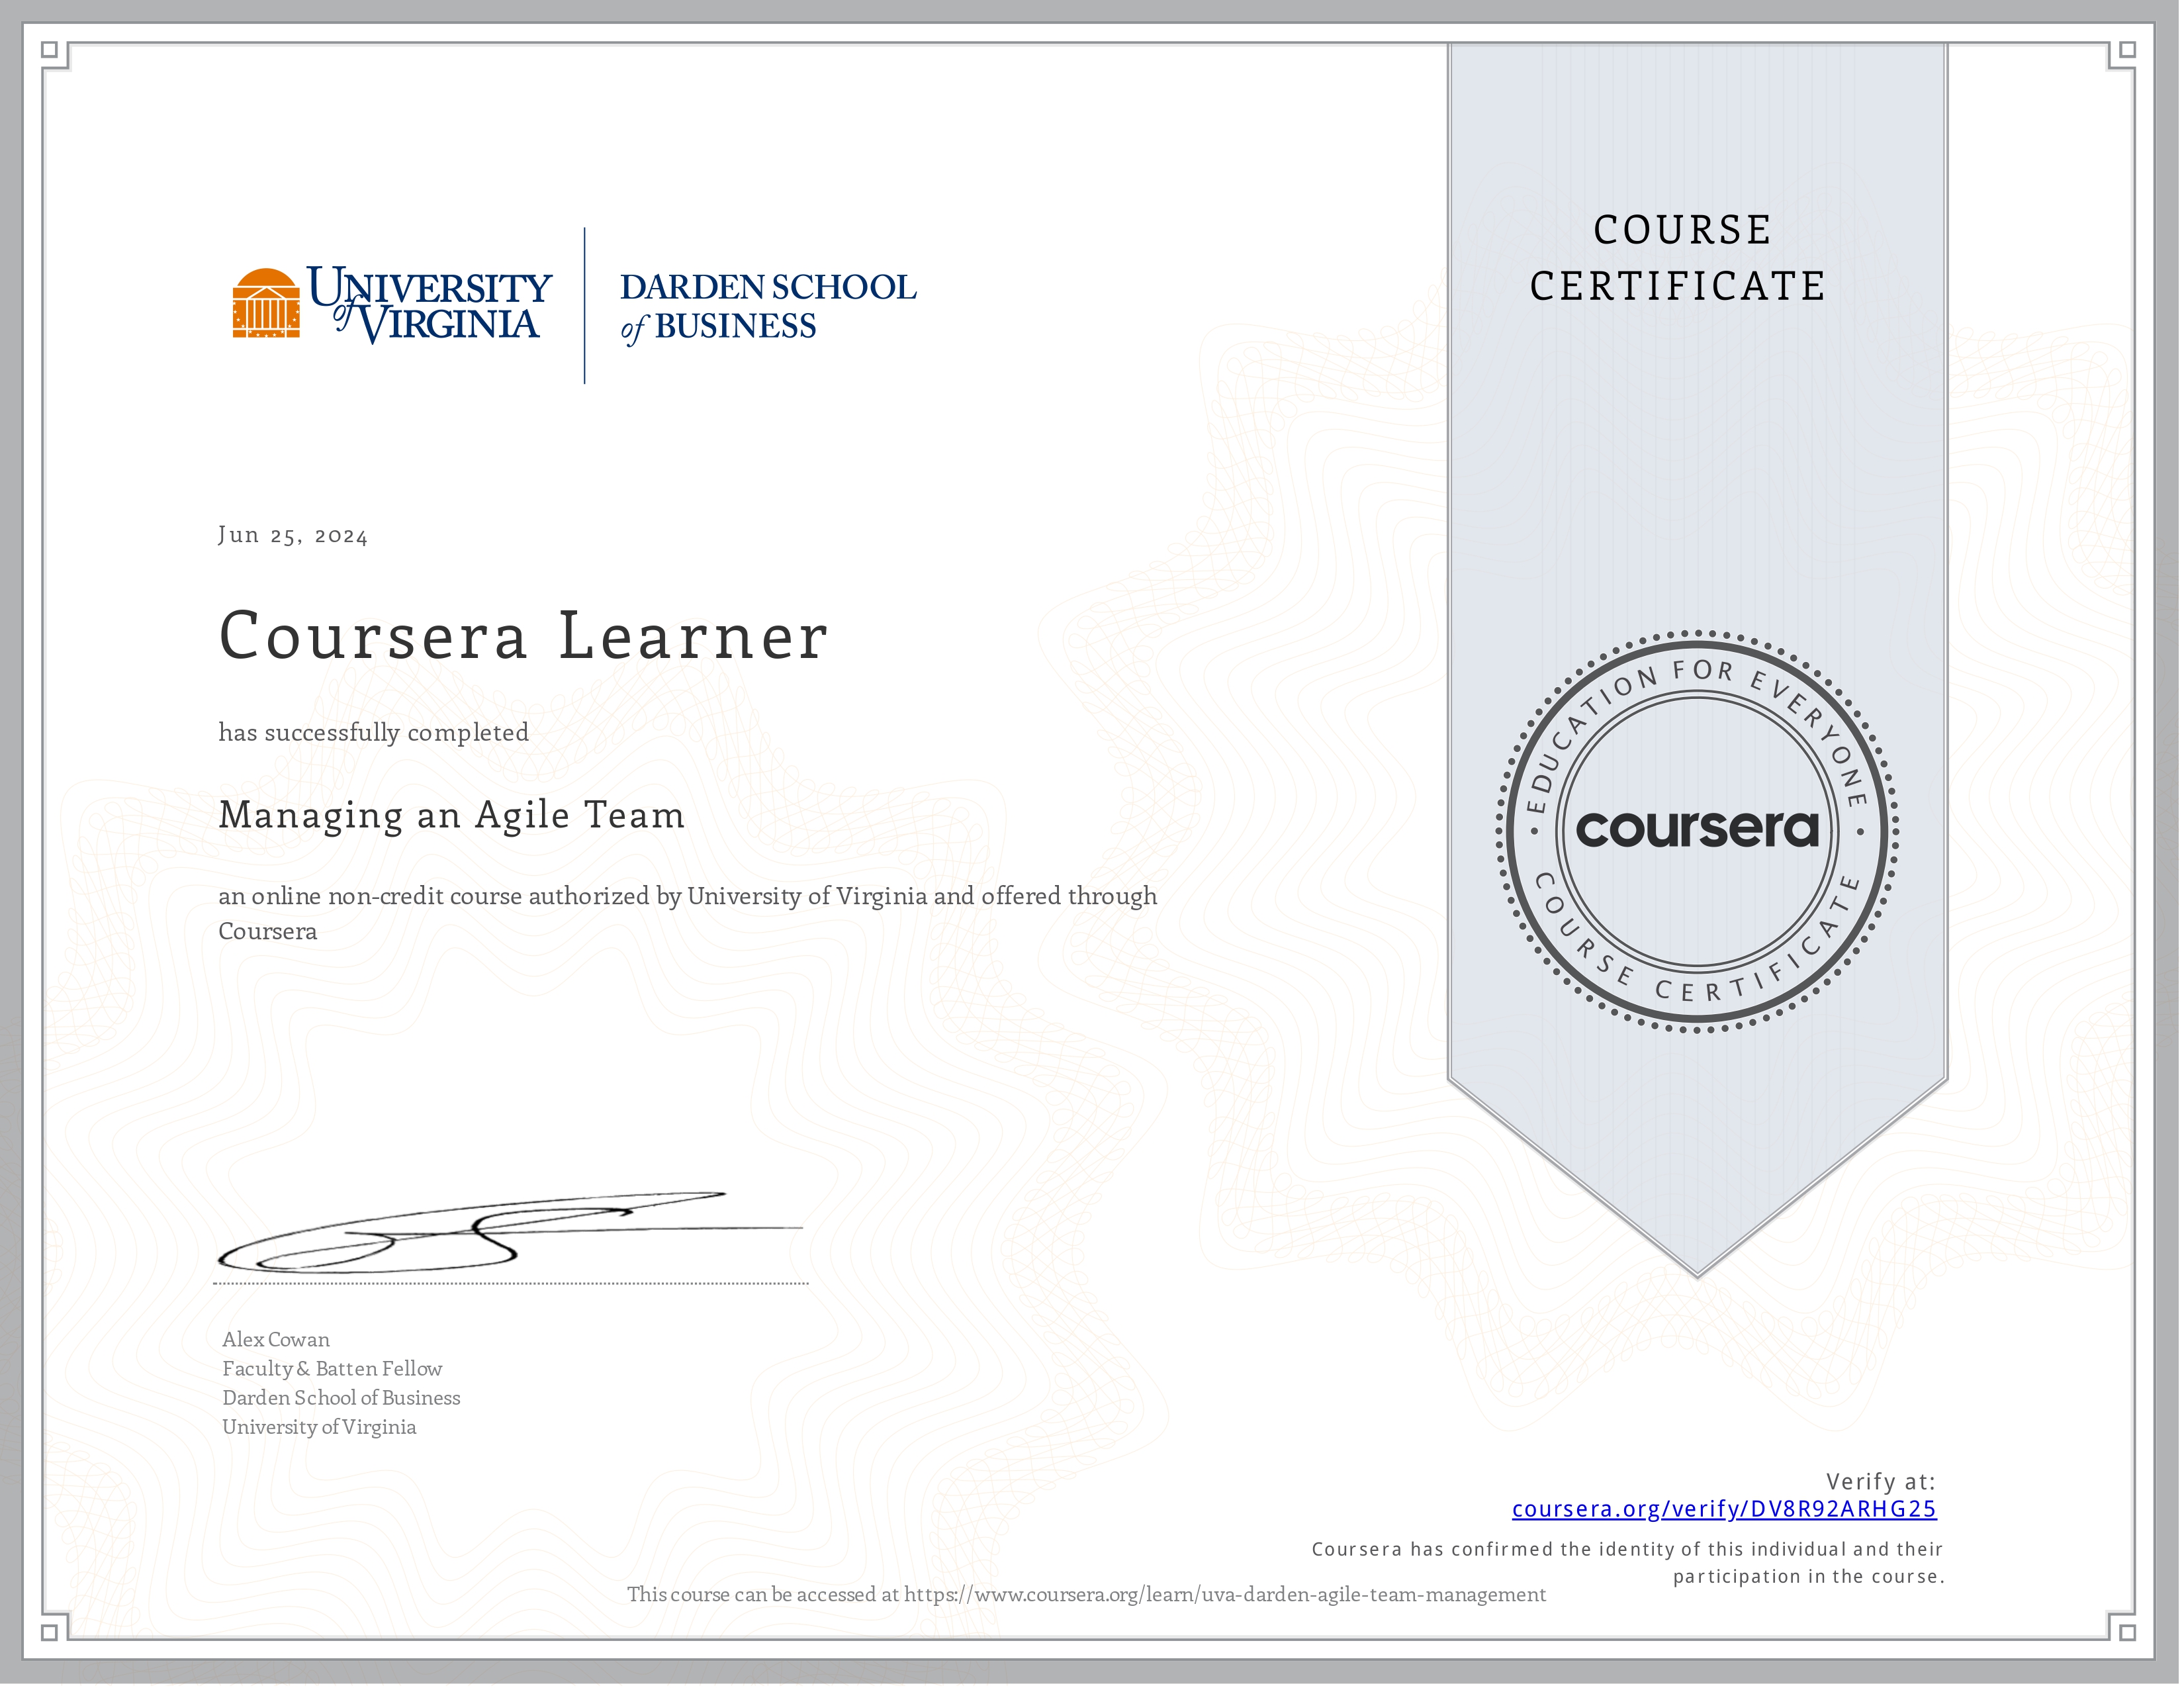 UNIVERSITY
of VIRGINIA
DARDEN SCHOOL
of BUSINESS
COURSE
CERTIFICATE
Jun 25, 2024
Coursera Learner
has successfully completed
Managing an Agile Team
an online non-credit course authorized by University of Virginia and offered through
Coursera
EDUCATION FOR EVERYONE
coursera
COURSE CERTIFICATE
Alex Cowan
Faculty & Batten Fellow
Darden School of Business
University of Virginia
Verify at:
coursera.org/verify/DV8R92ARHG25
Coursera has confirmed the identity of this individual and their
participation in the course.
This course can be accessed at https://www.coursera.org/learn/uva-darden-agile-team-management